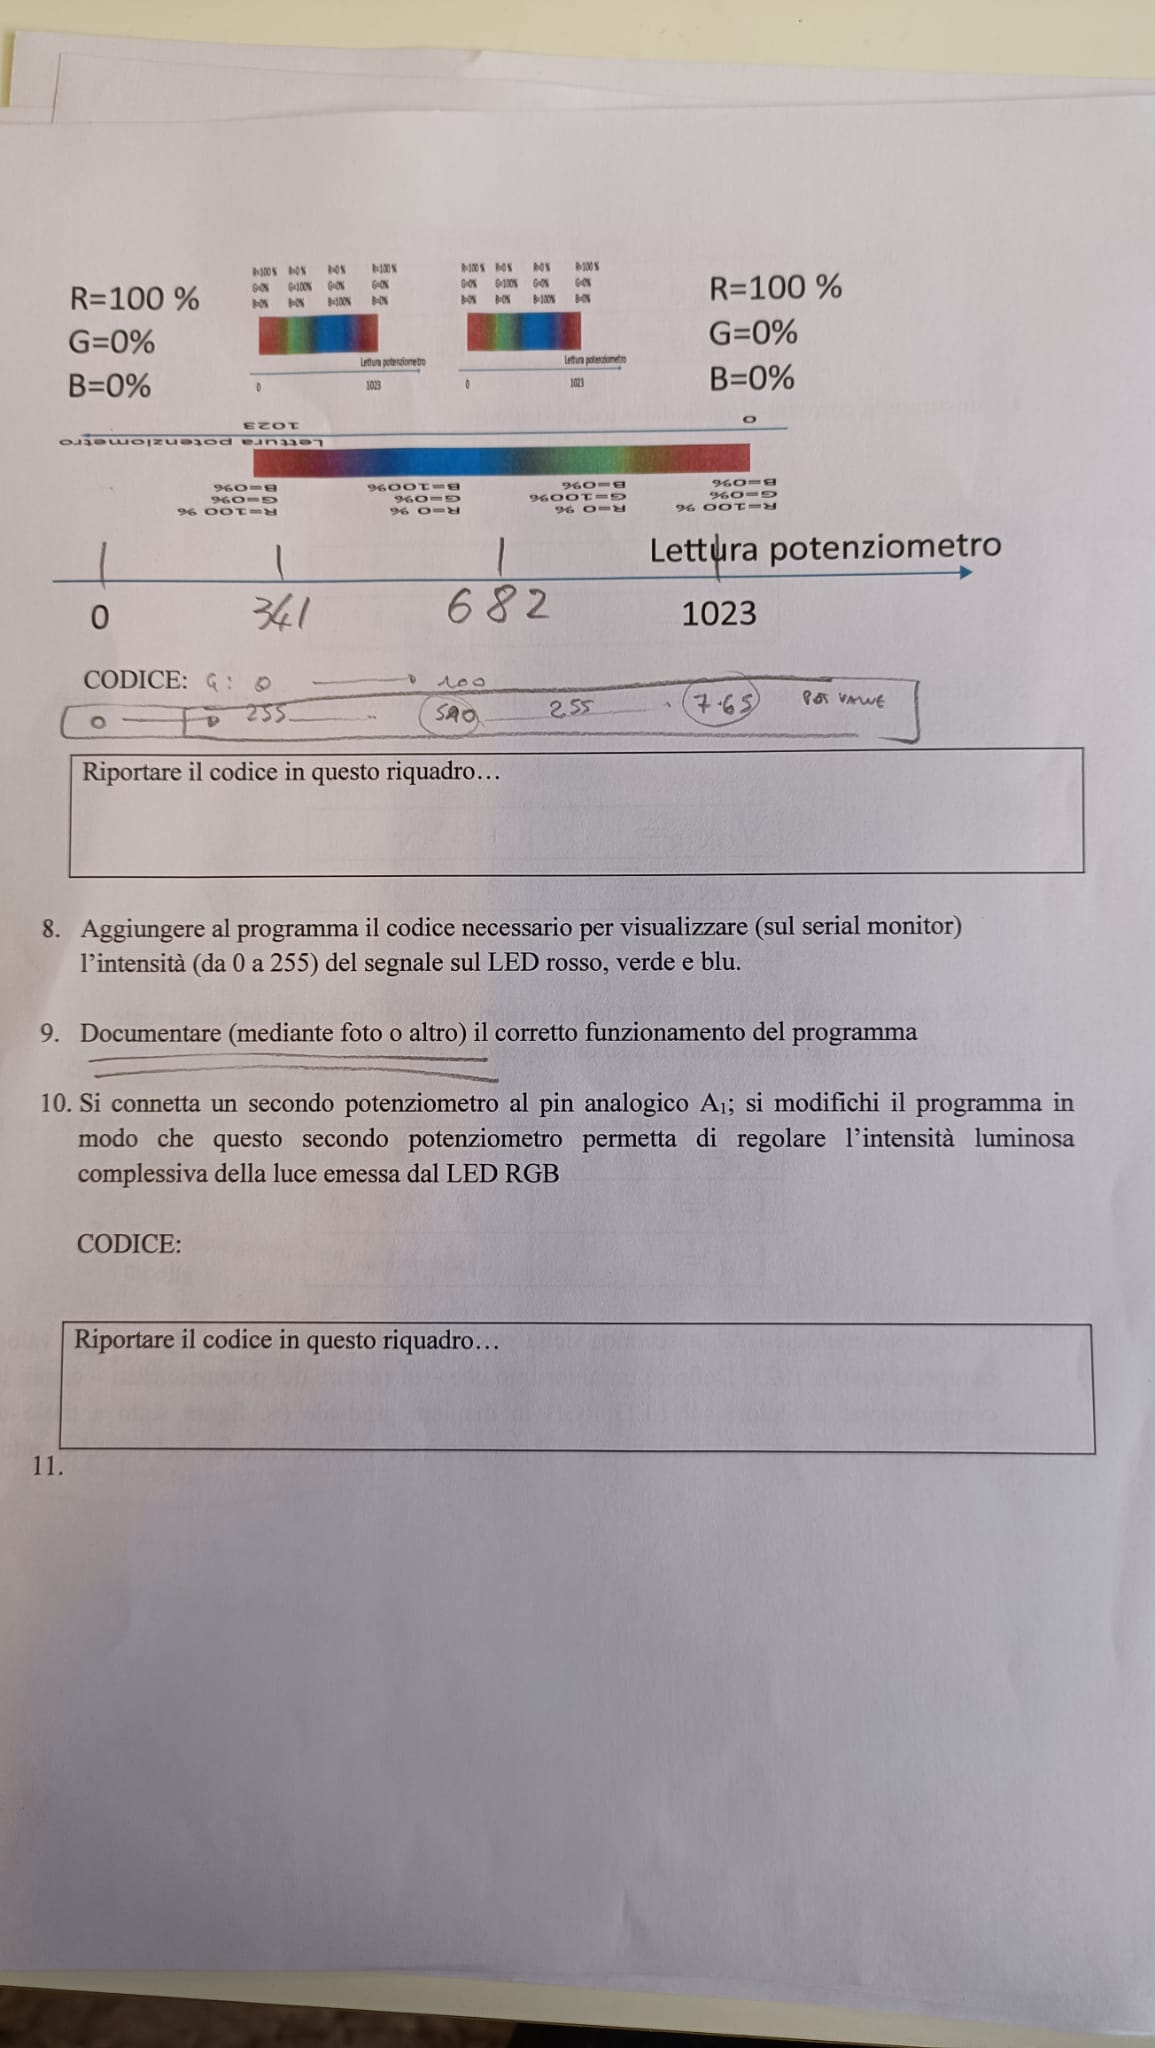 R=100 %
G=0%
B=0%
R=100 % R=0 % R=0 % R=100 %
G=0% G=100% G=0% G=0%
B=0% B=0% B=100% B=0%
Lettura potenziometro
0 1023
R=100 % R=0 % R=0 % R=100 %
G=0% G=100% G=0% G=0%
B=0% B=0% B=100% B=0%
Lettura potenziometro
0 1023
R=100 %
G=0%
B=0%
R=100 % R=0 % R=0 % R=100 %
G=0% G=100% G=0% G=0%
B=0% B=0% B=100% B=0%
Lettura potenziometro
0 1023
Lettura potenziometro
0 341 682 1023
CODICE: G: 0 100
0 255 510 255 765 POT VALUE
Riportare il codice in questo riquadro…
8. Aggiungere al programma il codice necessario per visualizzare (sul serial monitor)
l’intensità (da 0 a 255) del segnale sul LED rosso, verde e blu.
9. Documentare (mediante foto o altro) il corretto funzionamento del programma
10. Si connetta un secondo potenziometro al pin analogico A₁; si modifichi il programma in
modo che questo secondo potenziometro permetta di regolare l’intensità luminosa
complessiva della luce emessa dal LED RGB
CODICE:
Riportare il codice in questo riquadro…
11.